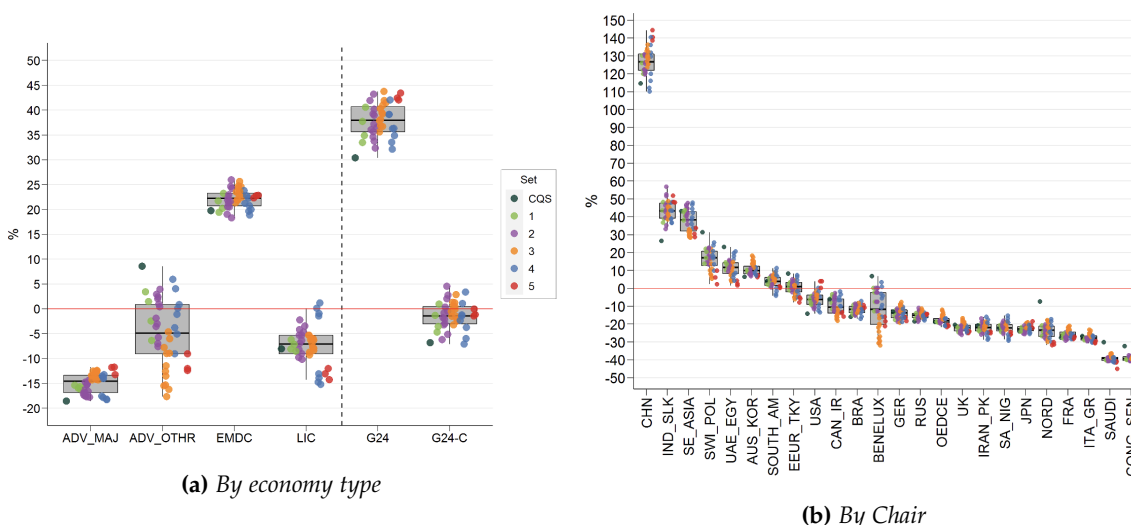 50
45
40
35
30
25
20
15
10
5
0
-5
-10
-15
-20
%
ADV_MAJ ADV_OTHR EMDC LIC G24 G24-C
Set
CQS
1
2
3
4
5
(a) By economy type
150
140
130
120
110
100
90
80
70
60
50
40
30
20
10
0
-10
-20
-30
-40
-50
%
CHN
IND_SLK
SE_ASIA
SWI_POL
UAE_EGY
AUS_KOR
SOUTH_AM
EEUR_TKY
USA
CAN_IR
BRA
BENELUX
GER
RUS
OEDCE
UK
IRAN_PK
SA_NIG
JPN
NORD
FRA
ITA_GR
SAUDI
CONG_SEN
(b) By Chair